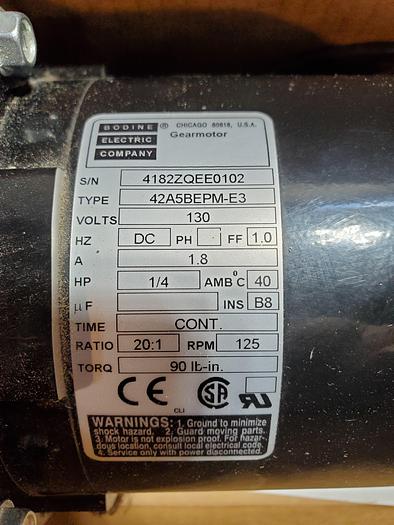 BODINE ® CHICAGO 60618, U.S.A.
ELECTRIC Gearmotor
COMPANY
S/N 4182ZQEE0102
TYPE 42A5BEPM-E3
VOLTS 130
HZ DC PH FF 1.0
A 1.8
HP 1/4 AMB°C 40
µF INS B8
TIME CONT.
RATIO 20:1 RPM 125
TORQ 90 lb-in.
CE SA RU
CLI
WARNINGS: 1. Ground to minimize
shock hazard. 2. Guard moving parts.
3. Motor is not explosion proof. For hazar-
dous location, consult local electrical code.
4. Service only with power disconnected.